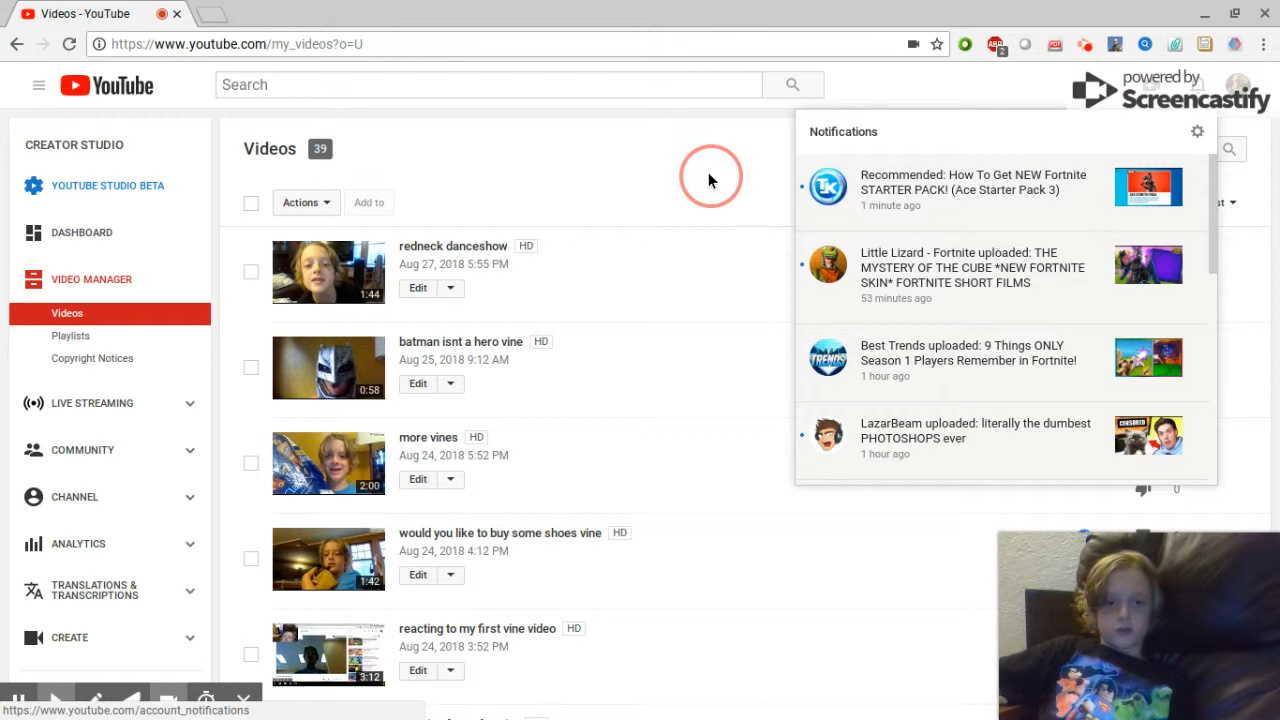 Videos - YouTube
https://www.youtube.com/my_videos?o=U
ABP
2
PDF
YouTube
Search
powered by
Screencastify
CREATOR STUDIO
YOUTUBE STUDIO BETA
DASHBOARD
VIDEO MANAGER
Videos
Playlists
Copyright Notices
LIVE STREAMING
COMMUNITY
CHANNEL
ANALYTICS
TRANSLATIONS &
TRANSCRIPTIONS
CREATE
Videos 39
Actions
Add to
redneck danceshow HD
Aug 27, 2018 5:55 PM
Edit
1:44
batman isnt a hero vine HD
Aug 25, 2018 9:12 AM
Edit
0:58
more vines HD
Aug 24, 2018 5:52 PM
Edit
2:00
would you like to buy some shoes vine HD
Aug 24, 2018 4:12 PM
Edit
1:42
reacting to my first vine video HD
Aug 24, 2018 3:52 PM
Edit
3:12
Notifications
TK
Recommended: How To Get NEW Fortnite
STARTER PACK! (Ace Starter Pack 3)
1 minute ago
Little Lizard - Fortnite uploaded: THE
MYSTERY OF THE CUBE *NEW FORTNITE
SKIN* FORTNITE SHORT FILMS
53 minutes ago
TRENDS
Best Trends uploaded: 9 Things ONLY
Season 1 Players Remember in Fortnite!
1 hour ago
LazarBeam uploaded: literally the dumbest
PHOTOSHOPS ever
1 hour ago
CENSORED
0
https://www.youtube.com/account_notifications